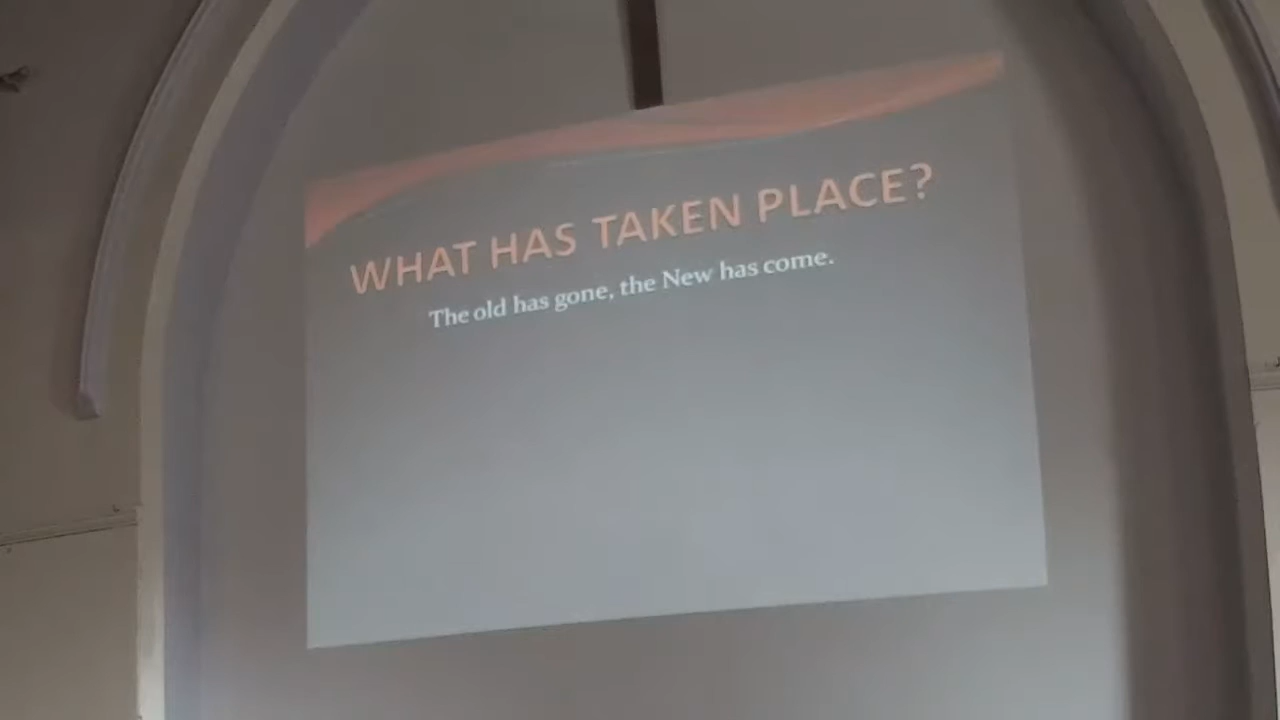 WHAT HAS TAKEN PLACE?
The old has gone, the New has come.